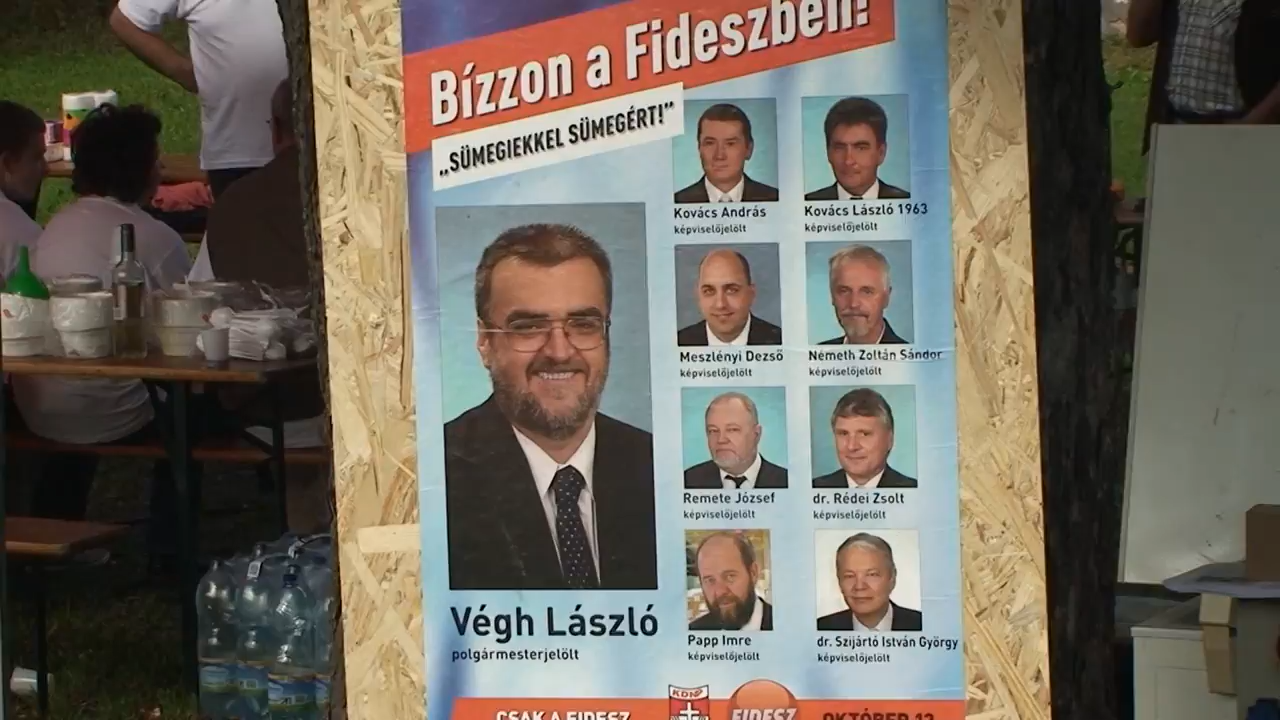 Bízzon a Fideszben!
„SÜMEGIEKKEL SÜMEGÉRT!”
Kovács András
képviselőjelölt
Kovács László 1963
képviselőjelölt
Meszlényi Dezső
képviselőjelölt
Németh Zoltán Sándor
képviselőjelölt
Remete József
képviselőjelölt
dr. Rédei Zsolt
képviselőjelölt
Papp Imre
képviselőjelölt
dr. Szijártó István György
képviselőjelölt
Végh László
polgármesterjelölt
CSAK A FIDESZ
KDNP
FIDESZ